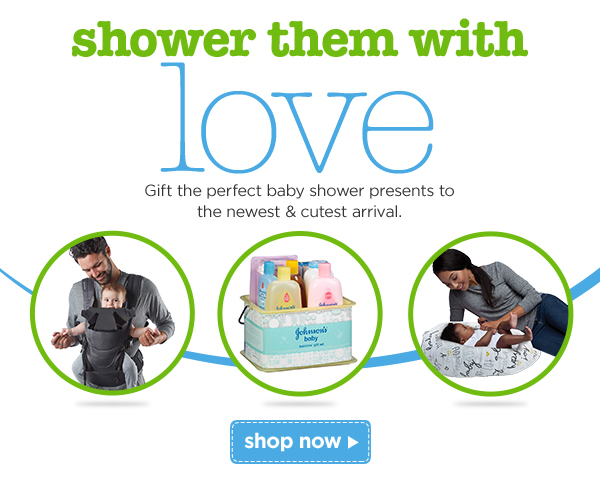 shower them with
love
Gift the perfect baby shower presents to
the newest & cutest arrival.
Johnson's
baby
shop now